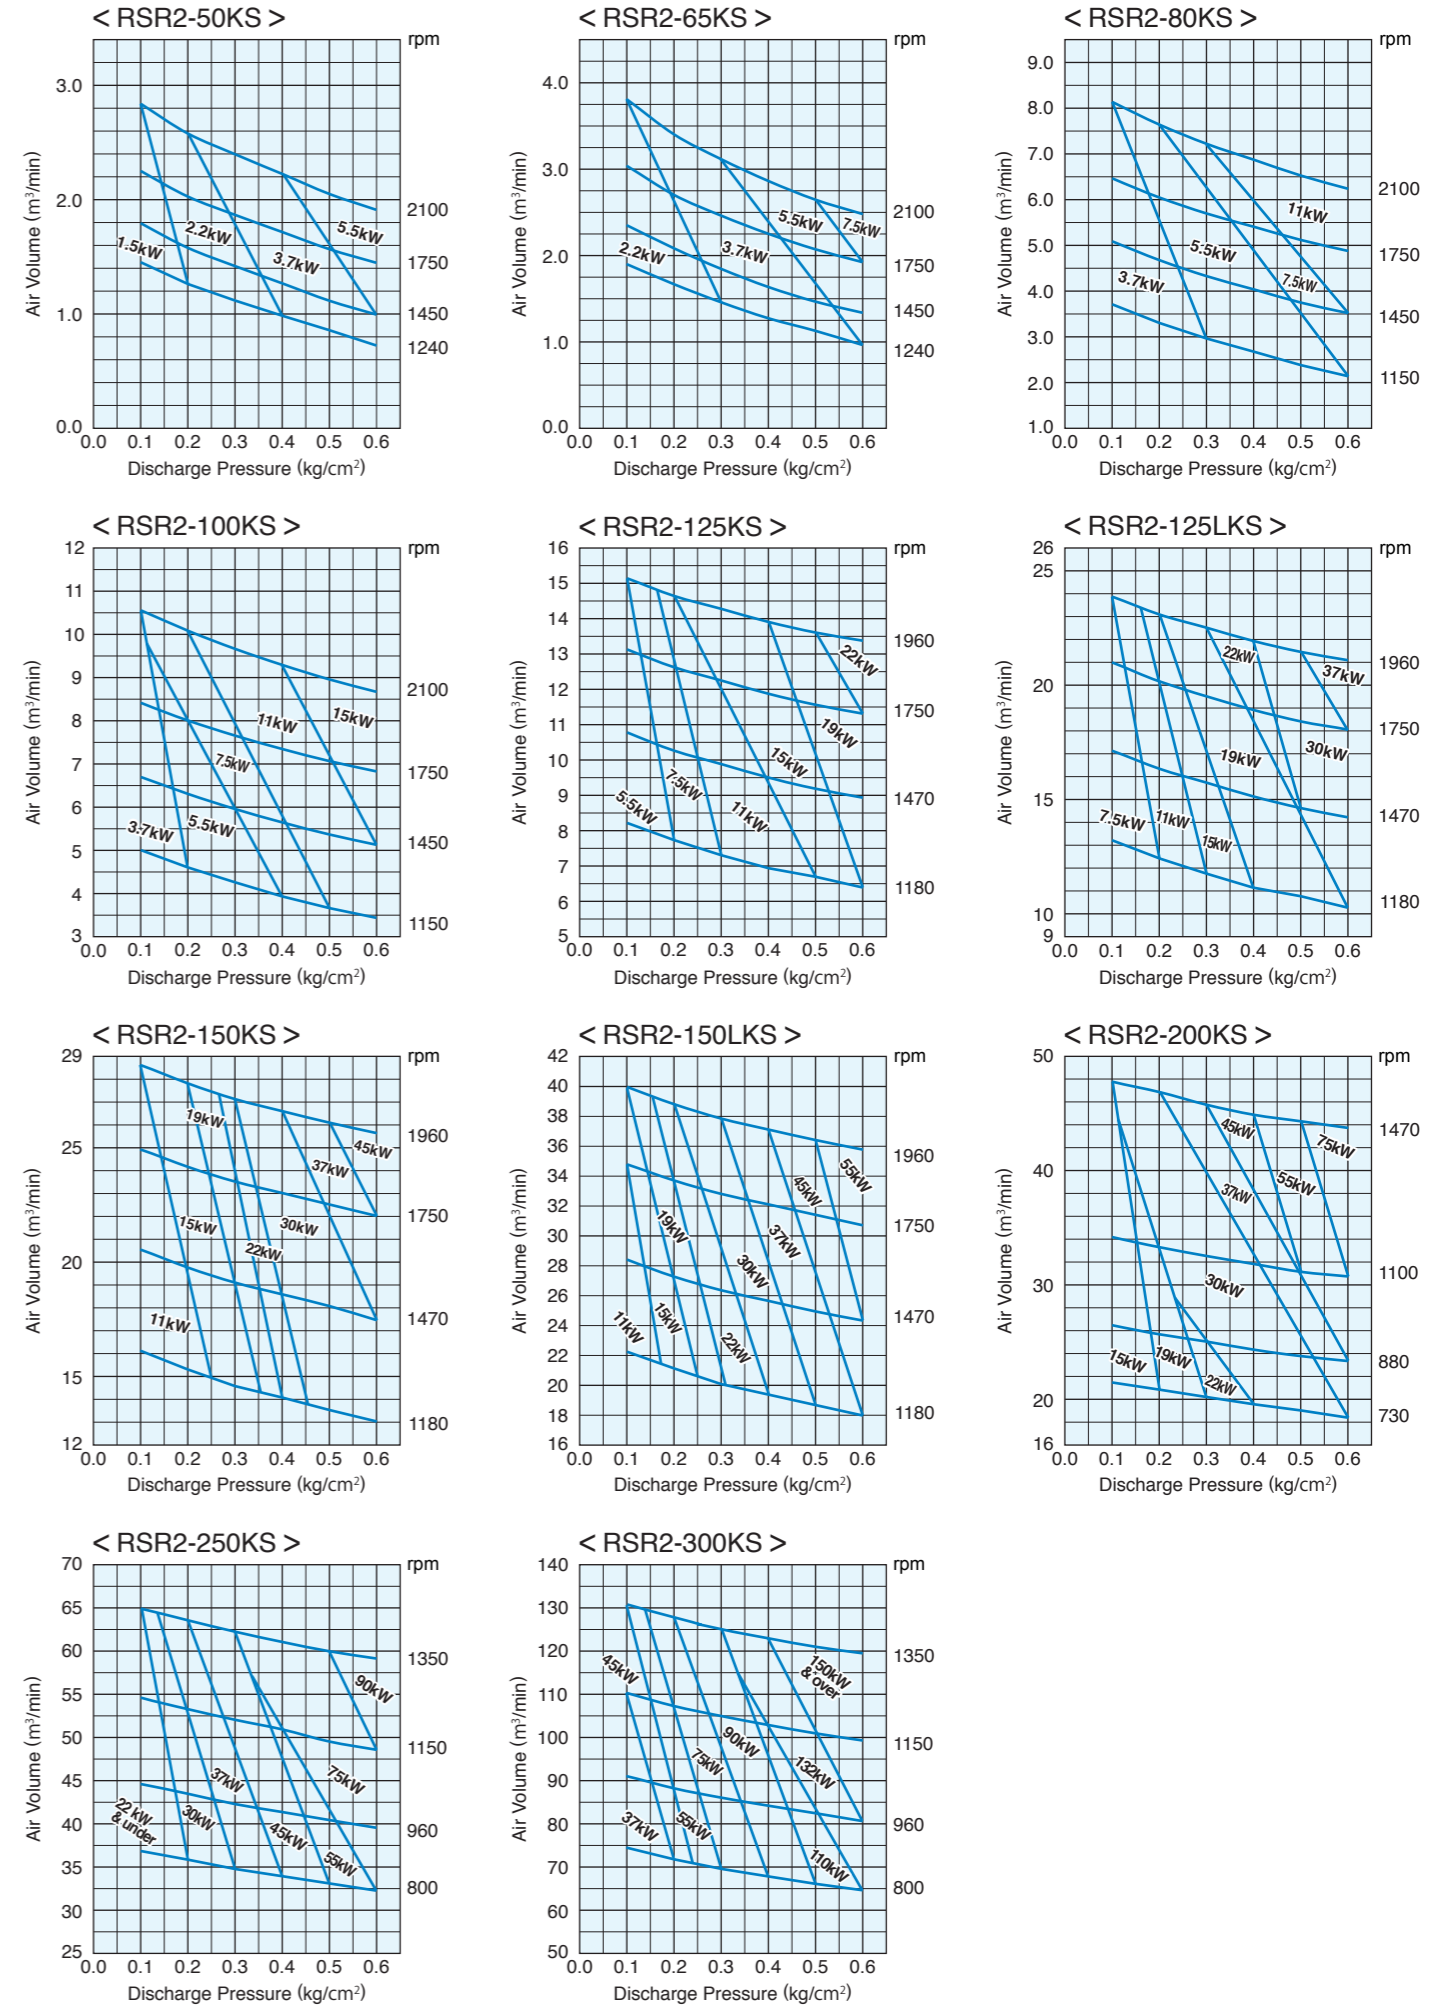 < RSR2-50KS >
rpm
3.0
2.0
1.0
0.0
Air Volume (m³/min)
2100
1750
1450
1240
1.5kW
2.2kW
3.7kW
5.5kW
0.0 0.1 0.2 0.3 0.4 0.5 0.6
Discharge Pressure (kg/cm²)
< RSR2-65KS >
rpm
4.0
3.0
2.0
1.0
0.0
Air Volume (m³/min)
2100
1750
1450
1240
2.2kW
3.7kW
5.5kW
7.5kW
0.0 0.1 0.2 0.3 0.4 0.5 0.6
Discharge Pressure (kg/cm²)
< RSR2-80KS >
rpm
9.0
8.0
7.0
6.0
5.0
4.0
3.0
2.0
1.0
Air Volume (m³/min)
2100
1750
1450
1150
3.7kW
5.5kW
7.5kW
11kW
0.0 0.1 0.2 0.3 0.4 0.5 0.6
Discharge Pressure (kg/cm²)
< RSR2-100KS >
rpm
12
11
10
9
8
7
6
5
4
3
Air Volume (m³/min)
2100
1750
1450
1150
3.7kW
5.5kW
7.5kW
11kW
15kW
0.0 0.1 0.2 0.3 0.4 0.5 0.6
Discharge Pressure (kg/cm²)
< RSR2-125KS >
rpm
16
15
14
13
12
11
10
9
8
7
6
5
Air Volume (m³/min)
1960
1750
1470
1180
5.5kW
7.5kW
11kW
15kW
19kW
22kW
0.0 0.1 0.2 0.3 0.4 0.5 0.6
Discharge Pressure (kg/cm²)
< RSR2-125LKS >
rpm
26
25
20
15
10
9
Air Volume (m³/min)
1960
1750
1470
1180
7.5kW
11kW
15kW
19kW
22kW
30kW
37kW
0.0 0.1 0.2 0.3 0.4 0.5 0.6
Discharge Pressure (kg/cm²)
< RSR2-150KS >
rpm
29
25
20
15
12
Air Volume (m³/min)
1960
1750
1470
1180
11kW
15kW
19kW
22kW
30kW
37kW
45kW
0.0 0.1 0.2 0.3 0.4 0.5 0.6
Discharge Pressure (kg/cm²)
< RSR2-150LKS >
rpm
42
40
38
36
34
32
30
28
26
24
22
20
18
16
Air Volume (m³/min)
1960
1750
1470
1180
11kW
15kW
19kW
22kW
30kW
37kW
45kW
55kW
0.0 0.1 0.2 0.3 0.4 0.5 0.6
Discharge Pressure (kg/cm²)
< RSR2-200KS >
rpm
50
40
30
20
16
Air Volume (m³/min)
1470
1100
880
730
15kW
19kW
22kW
30kW
37kW
45kW
55kW
75kW
0.0 0.1 0.2 0.3 0.4 0.5 0.6
Discharge Pressure (kg/cm²)
< RSR2-250KS >
rpm
70
65
60
55
50
45
40
35
30
25
Air Volume (m³/min)
1350
1150
960
800
22 kW
& under
30kW
37kW
45kW
55kW
75kW
90kW
0.0 0.1 0.2 0.3 0.4 0.5 0.6
Discharge Pressure (kg/cm²)
< RSR2-300KS >
rpm
140
130
120
110
100
90
80
70
60
50
Air Volume (m³/min)
1350
1150
960
800
37kW
45kW
55kW
75kW
90kW
110kW
132kW
150kW
& over
0.0 0.1 0.2 0.3 0.4 0.5 0.6
Discharge Pressure (kg/cm²)